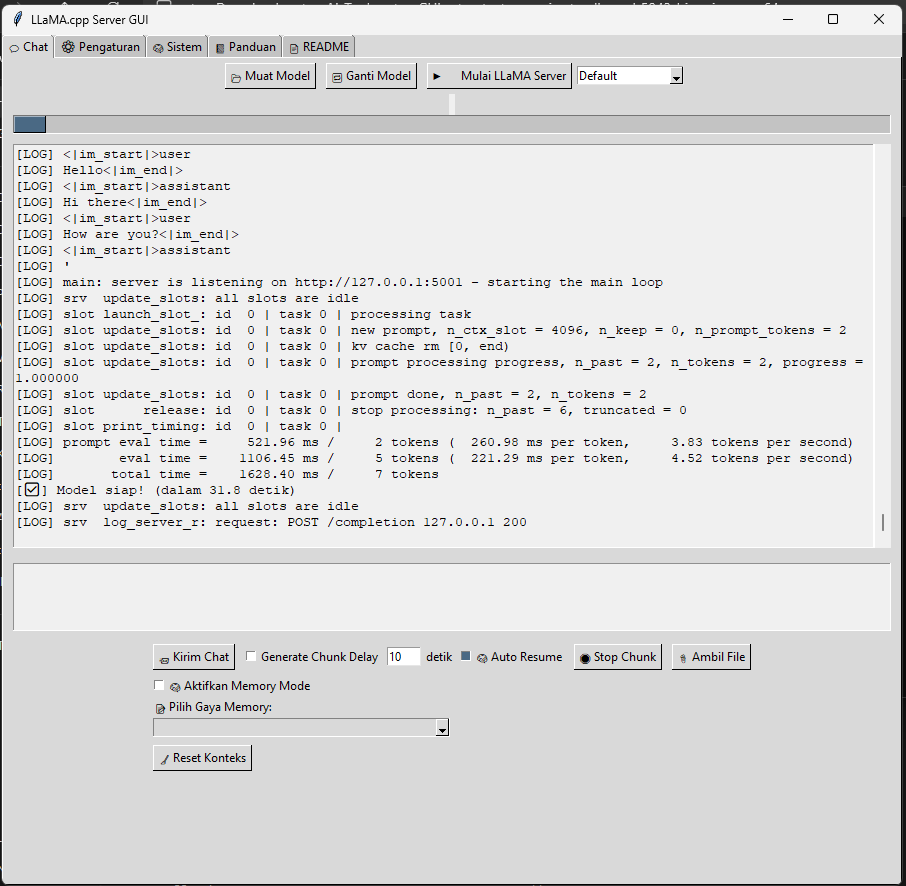 LLaMA.cpp Server GUI
Chat Pengaturan Sistem Panduan README
Muat Model Ganti Model Mulai LLaMA Server Default
[LOG] <|im_start|>user
[LOG] Hello<|im_end|>
[LOG] <|im_start|>assistant
[LOG] Hi there<|im_end|>
[LOG] <|im_start|>user
[LOG] How are you?<|im_end|>
[LOG] <|im_start|>assistant
[LOG] '
[LOG] main: server is listening on http://127.0.0.1:5001 - starting the main loop
[LOG] srv  update_slots: all slots are idle
[LOG] slot launch_slot_: id  0 | task 0 | processing task
[LOG] slot update_slots: id  0 | task 0 | new prompt, n_ctx_slot = 4096, n_keep = 0, n_prompt_tokens = 2
[LOG] slot update_slots: id  0 | task 0 | kv cache rm [0, end)
[LOG] slot update_slots: id  0 | task 0 | prompt processing progress, n_past = 2, n_tokens = 2, progress =
1.000000
[LOG] slot update_slots: id  0 | task 0 | prompt done, n_past = 2, n_tokens = 2
[LOG] slot      release: id  0 | task 0 | stop processing: n_past = 6, truncated = 0
[LOG] slot print_timing: id  0 | task 0 |
[LOG] prompt eval time =     521.96 ms /     2 tokens (  260.98 ms per token,     3.83 tokens per second)
[LOG]        eval time =    1106.45 ms /     5 tokens (  221.29 ms per token,     4.52 tokens per second)
[LOG]       total time =    1628.40 ms /     7 tokens
[☑] Model siap! (dalam 31.8 detik)
[LOG] srv  update_slots: all slots are idle
[LOG] srv  log_server_r: request: POST /completion 127.0.0.1 200
Kirim Chat Generate Chunk Delay 10 detik Auto Resume Stop Chunk Ambil File
Aktifkan Memory Mode
Pilih Gaya Memory:
Reset Konteks